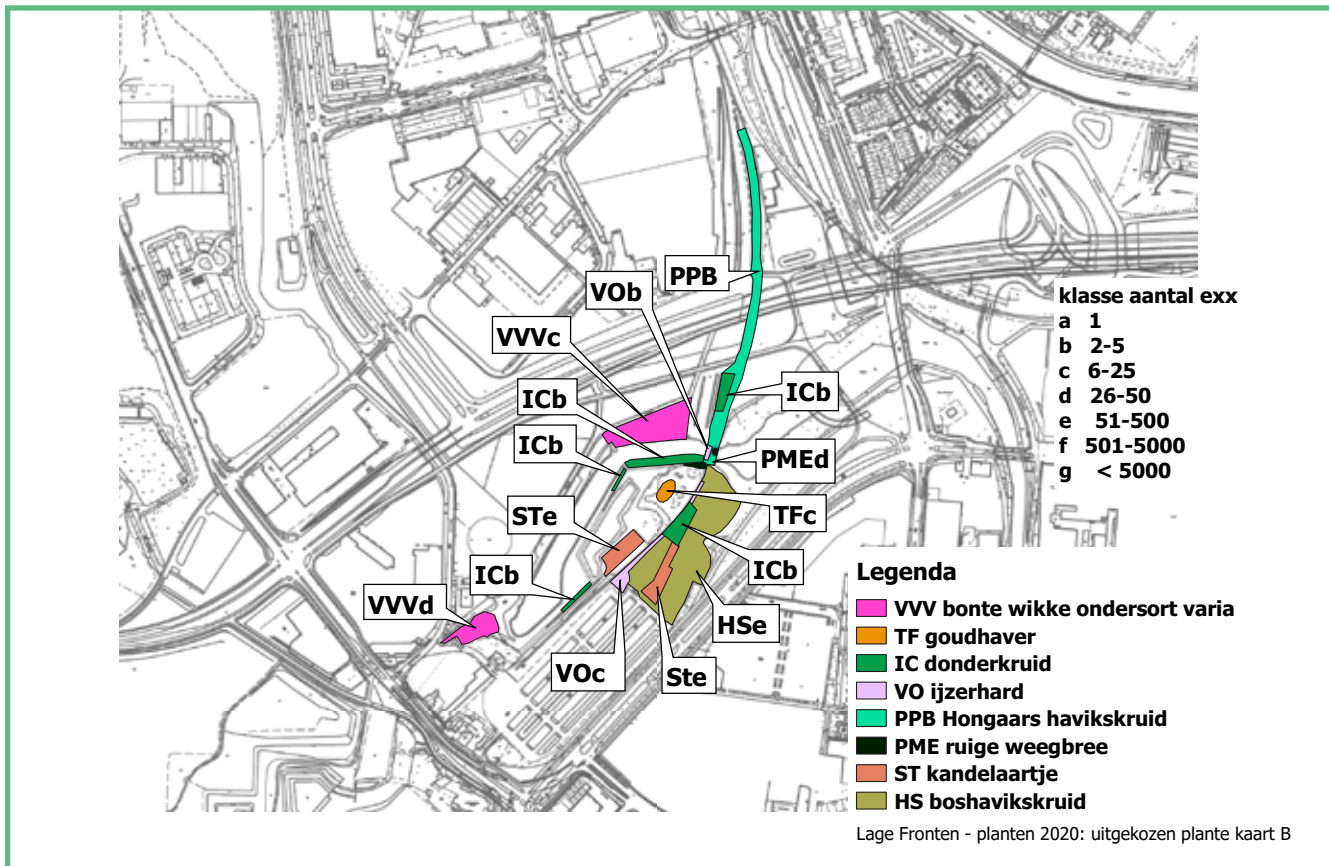 PPB
VOb
VVVc
ICb
ICb
ICb
PMEd
TFc
STe
ICb
ICb
VVVd
HSe
VOc
Ste
klasse aantal exx
a 1
b 2-5
c 6-25
d 26-50
e 51-500
f 501-5000
g < 5000
Legenda
VVV bonte wikke ondersort varia
TF goudhaver
IC donderkruid
VO ijzerhard
PPB Hongaars havikskruid
PME ruige weegbree
ST kandelaartje
HS boshavikskruid
Lage Fronten - planten 2020: uitgekozen plante kaart B